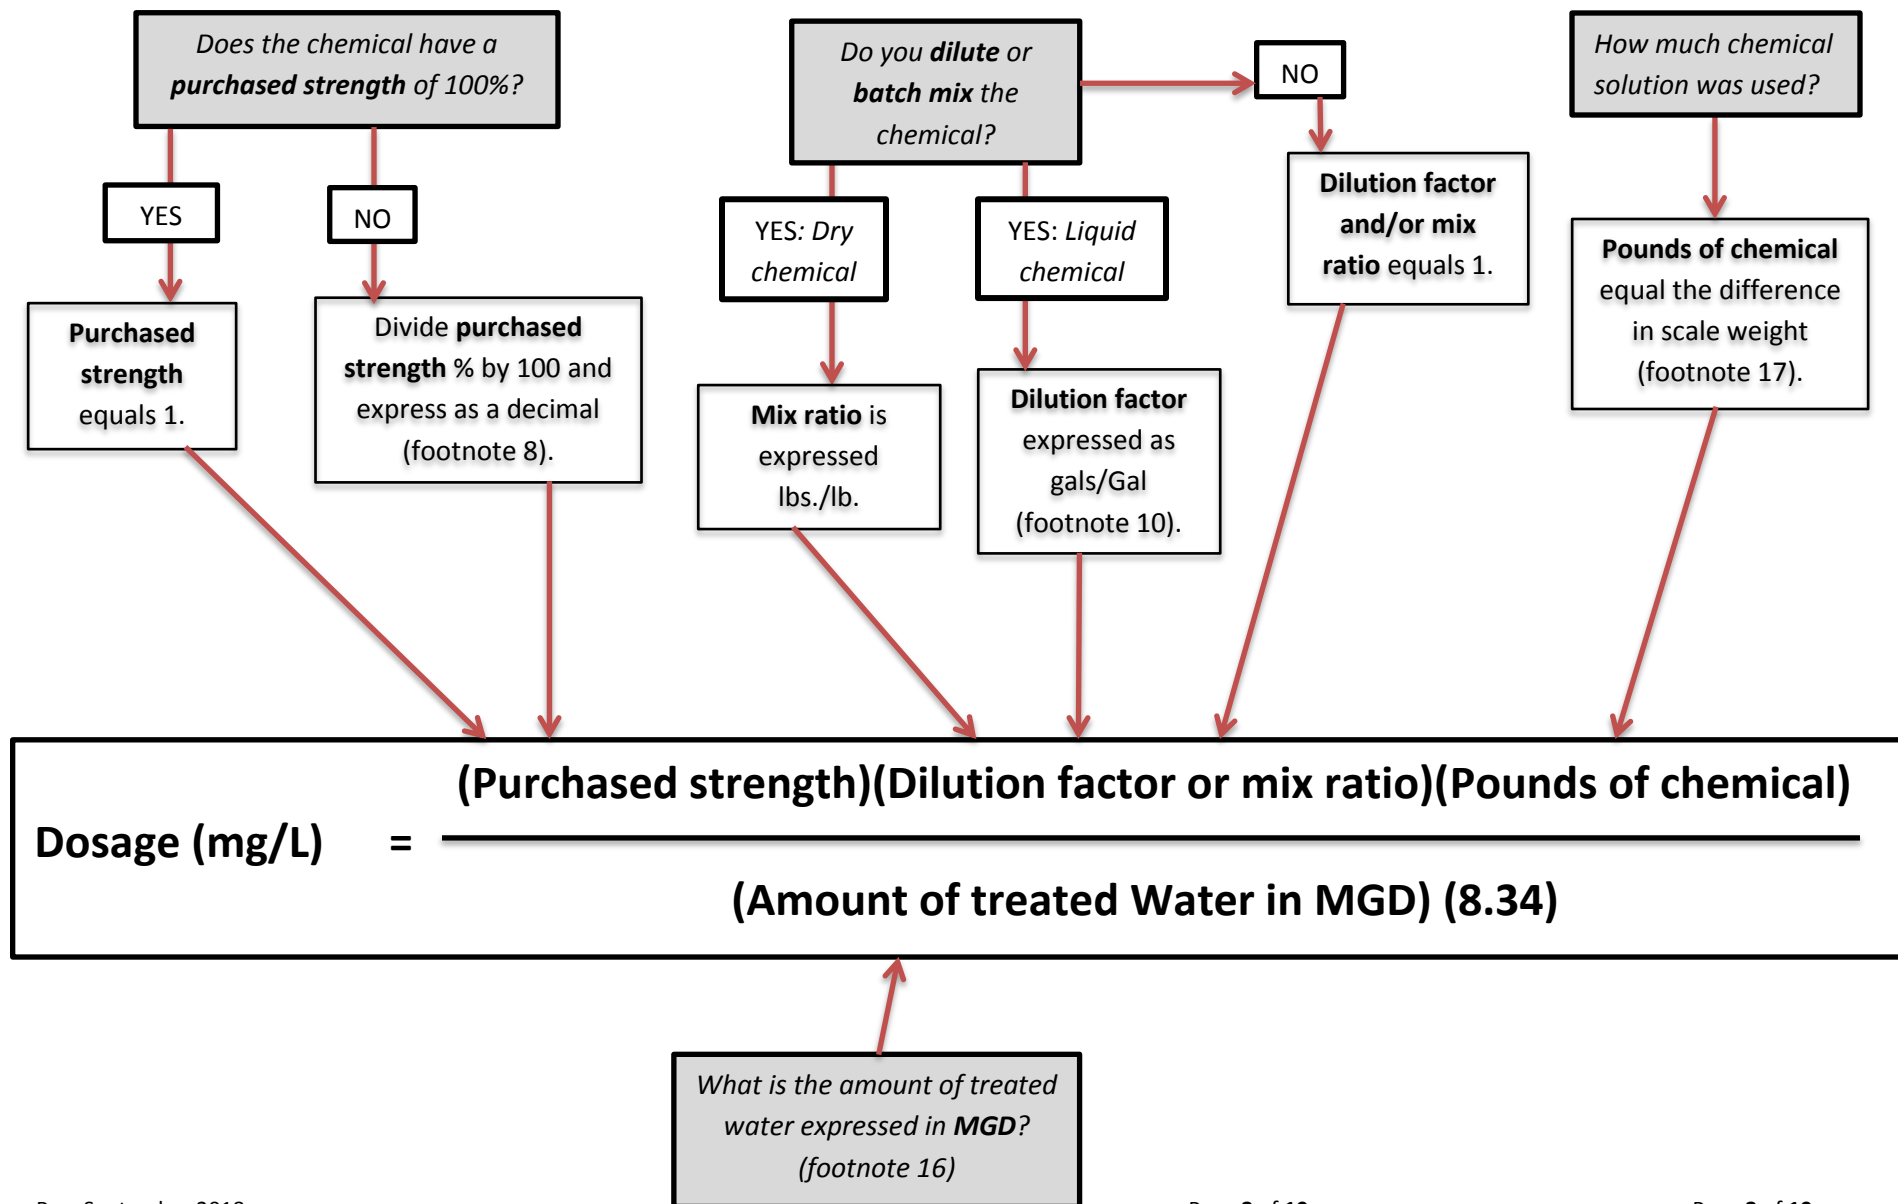 Does the chemical have a
purchased strength of 100%?
Do you dilute or
batch mix the
chemical?
NO
How much chemical
solution was used?
YES
NO
YES: Dry
chemical
YES: Liquid
chemical
Dilution factor
and/or mix
ratio equals 1.
Pounds of chemical
equal the difference
in scale weight
(footnote 17).
Purchased
strength
equals 1.
Divide purchased
strength % by 100 and
express as a decimal
(footnote 8).
Mix ratio is
expressed
lbs./lb.
Dilution factor
expressed as
gals/Gal
(footnote 10).
(Purchased strength)(Dilution factor or mix ratio)(Pounds of chemical)
Dosage (mg/L) =
(Amount of treated Water in MGD) (8.34)
What is the amount of treated
water expressed in MGD?
(footnote 16)